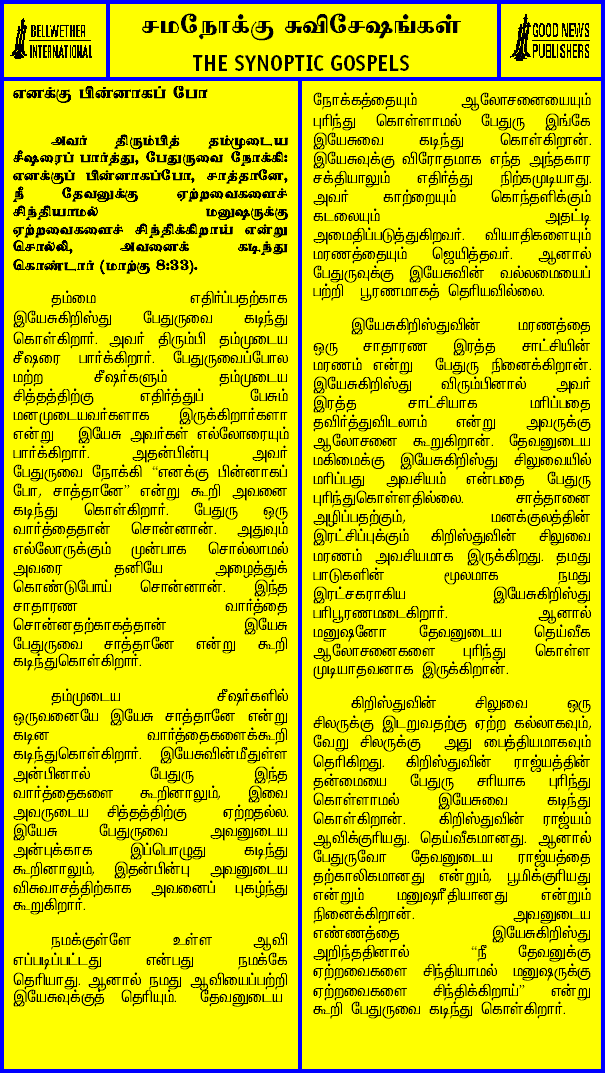 BELLWETHER
INTERNATIONAL
சமநோக்கு சுவிசேஷங்கள்
THE SYNOPTIC GOSPELS
GOOD NEWS
PUBLISHERS
எனக்கு பின்னாகப் போ
அவர் திரும்பித் தம்முடைய
சீஷரைப் பார்த்து, பேதுருவை நோக்கி:
எனக்குப் பின்னாகப்போ, சாத்தானே,
நீ தேவனுக்கு ஏற்றவைகளைச்
சிந்தியாமல் மனுஷருக்கு
ஏற்றவைகளைச் சிந்திக்கிறாய் என்று
சொல்லி, அவனைக் கடிந்து
கொண்டார் (மாற்கு 8:33).
தம்மை எதிர்ப்பதற்காக
இயேசுகிறிஸ்து பேதுருவை கடிந்து
கொள்கிறார். அவர் திரும்பி தம்முடைய
சீஷரை பார்க்கிறார். பேதுருவைப்போல
மற்ற சீஷர்களும் தம்முடைய
சித்தத்திற்கு எதிர்த்துப் பேசும்
மனமுடையவர்களாக இருக்கிறார்களா
என்று இயேசு அவர்கள் எல்லோரையும்
பார்க்கிறார். அதன்பின்பு அவர்
பேதுருவை நோக்கி “எனக்கு பின்னாகப்
போ, சாத்தானே” என்று கூறி அவனை
கடிந்து கொள்கிறார். பேதுரு ஒரு
வார்த்தைதான் சொன்னான். அதுவும்
எல்லோருக்கும் முன்பாக சொல்லாமல்
அவரை தனியே அழைத்துக்
கொண்டுபோய் சொன்னான். இந்த
சாதாரண வார்த்தை
சொன்னதற்காகத்தான் இயேசு
பேதுருவை சாத்தானே என்று கூறி
கடிந்துகொள்கிறார்.
தம்முடைய சீஷர்களில்
ஒருவனையே இயேசு சாத்தானே என்று
கடின வார்த்தைகளைக்கூறி
கடிந்துகொள்கிறார். இயேசுவின்மீதுள்ள
அன்பினால் பேதுரு இந்த
வார்த்தைகளை கூறினாலும், இவை
அவருடைய சித்தத்திற்கு ஏற்றதல்ல.
இயேசு பேதுருவை அவனுடைய
அன்புக்காக இப்பொழுது கடிந்து
கூறினாலும், இதன்பின்பு அவனுடைய
விசுவாசத்திற்காக அவனைப் புகழ்ந்து
கூறுகிறார்.
நமக்குள்ளே உள்ள ஆவி
எப்படிப்பட்டது என்பது நமக்கே
தெரியாது. ஆனால் நமது ஆவியைப்பற்றி
இயேசுவுக்குத் தெரியும். தேவனுடைய
நோக்கத்தையும் ஆலோசனையையும்
புரிந்து கொள்ளாமல் பேதுரு இங்கே
இயேசுவை கடிந்து கொள்கிறான்.
இயேசுவுக்கு விரோதமாக எந்த அந்தகார
சக்தியாலும் எதிர்த்து நிற்கமுடியாது.
அவர் காற்றையும் கொந்தளிக்கும்
கடலையும் அதட்டி
அமைதிப்படுத்துகிறவர். வியாதிகளையும்
மரணத்தையும் ஜெயித்தவர். ஆனால்
பேதுருவுக்கு இயேசுவின் வல்லமையைப்
பற்றி பூரணமாகத் தெரியவில்லை.
இயேசுகிறிஸ்துவின் மரணத்தை
ஒரு சாதாரண இரத்த சாட்சியின்
மரணம் என்று பேதுரு நினைக்கிறான்.
இயேசுகிறிஸ்து விரும்பினால் அவர்
இரத்த சாட்சியாக மரிப்பதை
தவிர்த்துவிடலாம் என்று அவருக்கு
ஆலோசனை கூறுகிறான். தேவனுடைய
மகிமைக்கு இயேசுகிறிஸ்து சிலுவையில்
மரிப்பது அவசியம் என்பதை பேதுரு
புரிந்துகொள்ளதில்லை. சாத்தானை
அழிப்பதற்கும், மனக்குலத்தின்
இரட்சிப்புக்கும் கிறிஸ்துவின் சிலுவை
மரணம் அவசியமாக இருக்கிறது. தமது
பாடுகளின் மூலமாக நமது
இரட்சகராகிய இயேசுகிறிஸ்து
பரிபூரணமடைகிறார். ஆனால்
மனுஷனோ தேவனுடைய தெய்வீக
ஆலோசனைகளை புரிந்து கொள்ள
முடியாதவனாக இருக்கிறான்.
கிறிஸ்துவின் சிலுவை ஒரு
சிலருக்கு இடறுவதற்கு ஏற்ற கல்லாகவும்,
வேறு சிலருக்கு அது பைத்தியமாகவும்
தெரிகிறது. கிறிஸ்துவின் ராஜ்யத்தின்
தன்மையை பேதுரு சரியாக புரிந்து
கொள்ளாமல் இயேசுவை கடிந்து
கொள்கிறான். கிறிஸ்துவின் ராஜ்யம்
ஆவிக்குரியது. தெய்வீகமானது. ஆனால்
பேதுருவோ தேவனுடைய ராஜ்யத்தை
தற்காலிகமானது என்றும், பூமிக்குரியது
என்றும் மனுஷரீதியானது என்றும்
நினைக்கிறான். அவனுடைய
எண்ணத்தை இயேசுகிறிஸ்து
அறிந்ததினால் “நீ தேவனுக்கு
ஏற்றவைகளை சிந்தியாமல் மனுஷருக்கு
ஏற்றவைகளை சிந்திக்கிறாய்” என்று
கூறி பேதுருவை கடிந்து கொள்கிறார்.